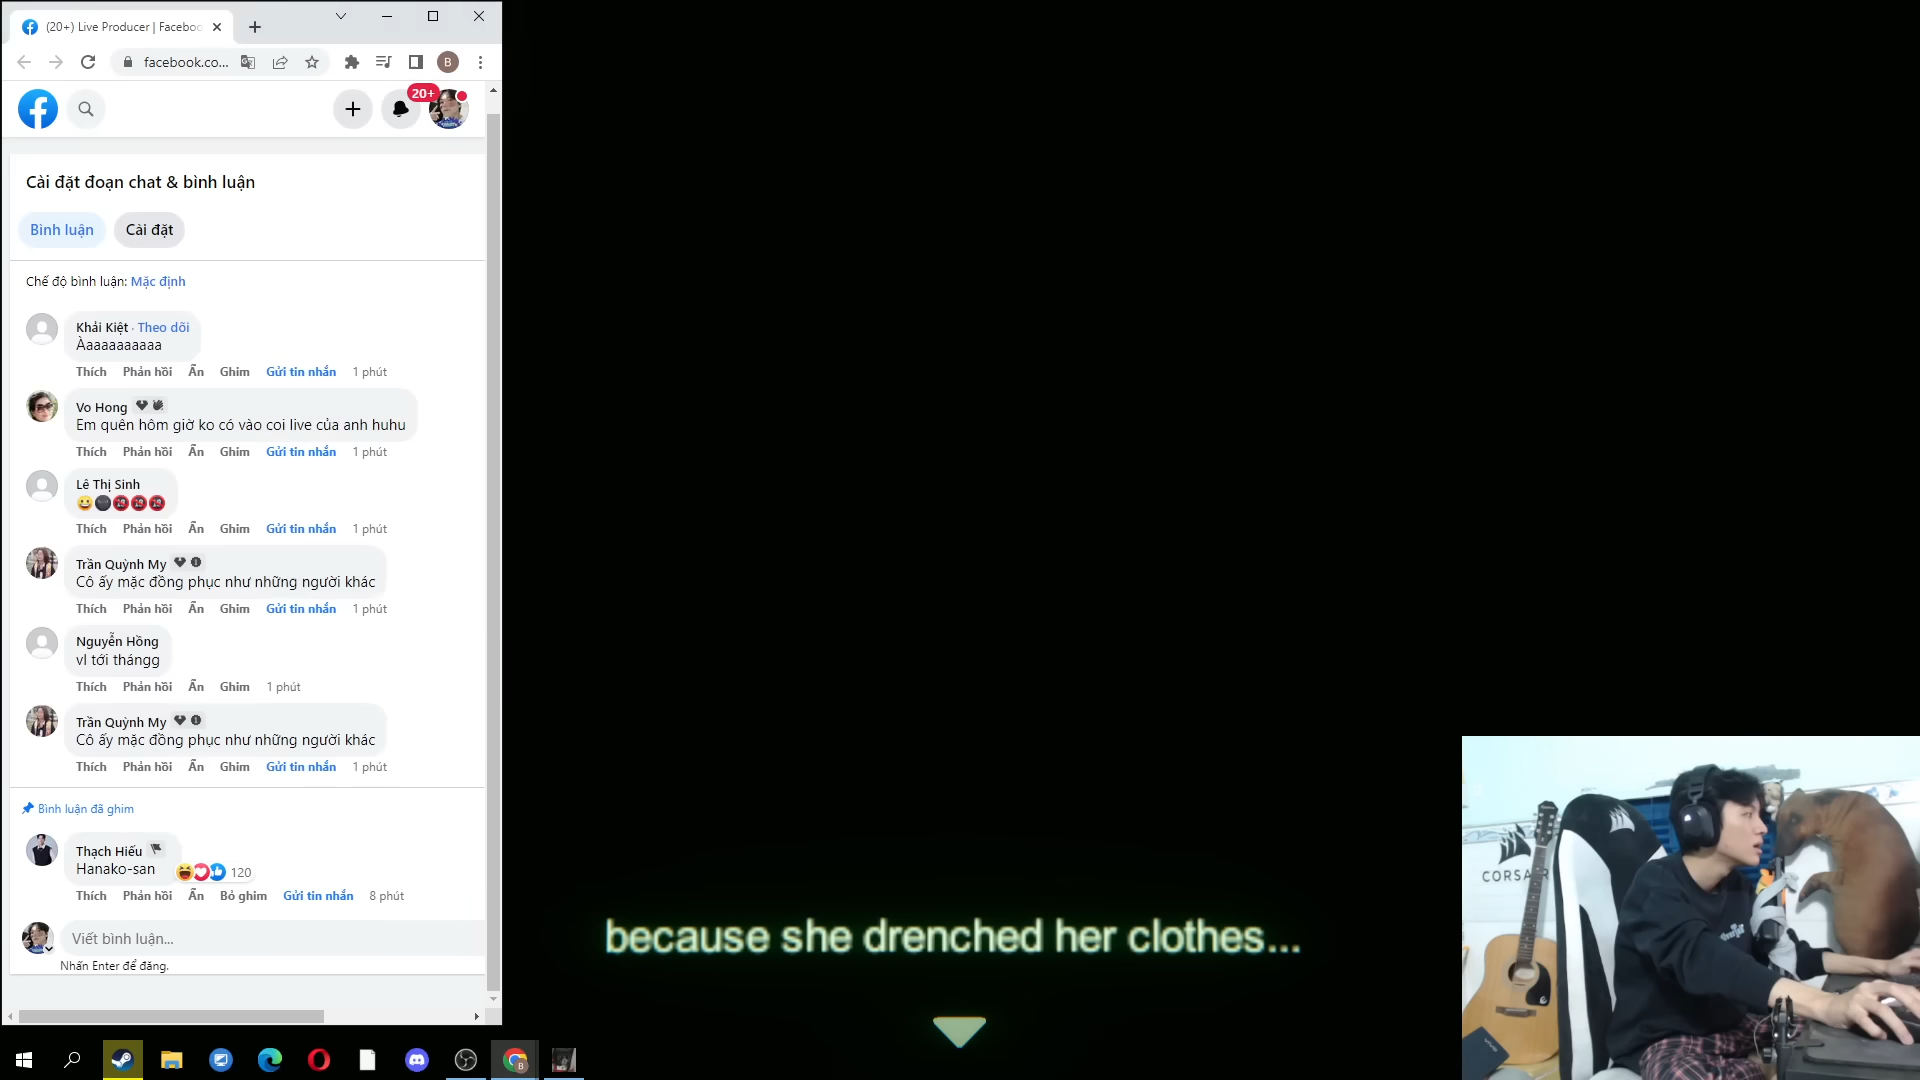 (20+) Live Producer | Faceboo
facebook.co...
B
20+
Cài đặt đoạn chat & bình luận
Bình luận
Cài đặt
Chế độ bình luận: Mặc định
Khải Kiệt · Theo dõi
Àaaaaaaaaaa
Thích Phản hồi Ẩn Ghim Gửi tin nhắn 1 phút
Vo Hong
Em quên hôm giờ ko có vào coi live của anh huhu
Thích Phản hồi Ẩn Ghim Gửi tin nhắn 1 phút
Lê Thị Sinh
😀🌚🔞🔞🔞
Thích Phản hồi Ẩn Ghim Gửi tin nhắn 1 phút
Trần Quỳnh My
Cô ấy mặc đồng phục như những người khác
Thích Phản hồi Ẩn Ghim Gửi tin nhắn 1 phút
Nguyễn Hồng
vl tới thángg
Thích Phản hồi Ẩn Ghim 1 phút
Trần Quỳnh My
Cô ấy mặc đồng phục như những người khác
Thích Phản hồi Ẩn Ghim Gửi tin nhắn 1 phút
Bình luận đã ghim
Thạch Hiếu
Hanako-san
120
Thích Phản hồi Ẩn Bỏ ghim Gửi tin nhắn 8 phút
Viết bình luận...
Nhấn Enter để đăng.
because she drenched her clothes...
CORSAIR